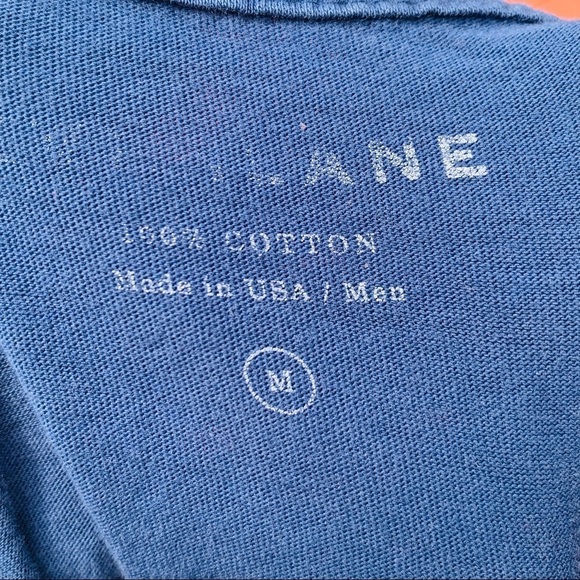 LANE
100% COTTON
Made in USA / Men
M